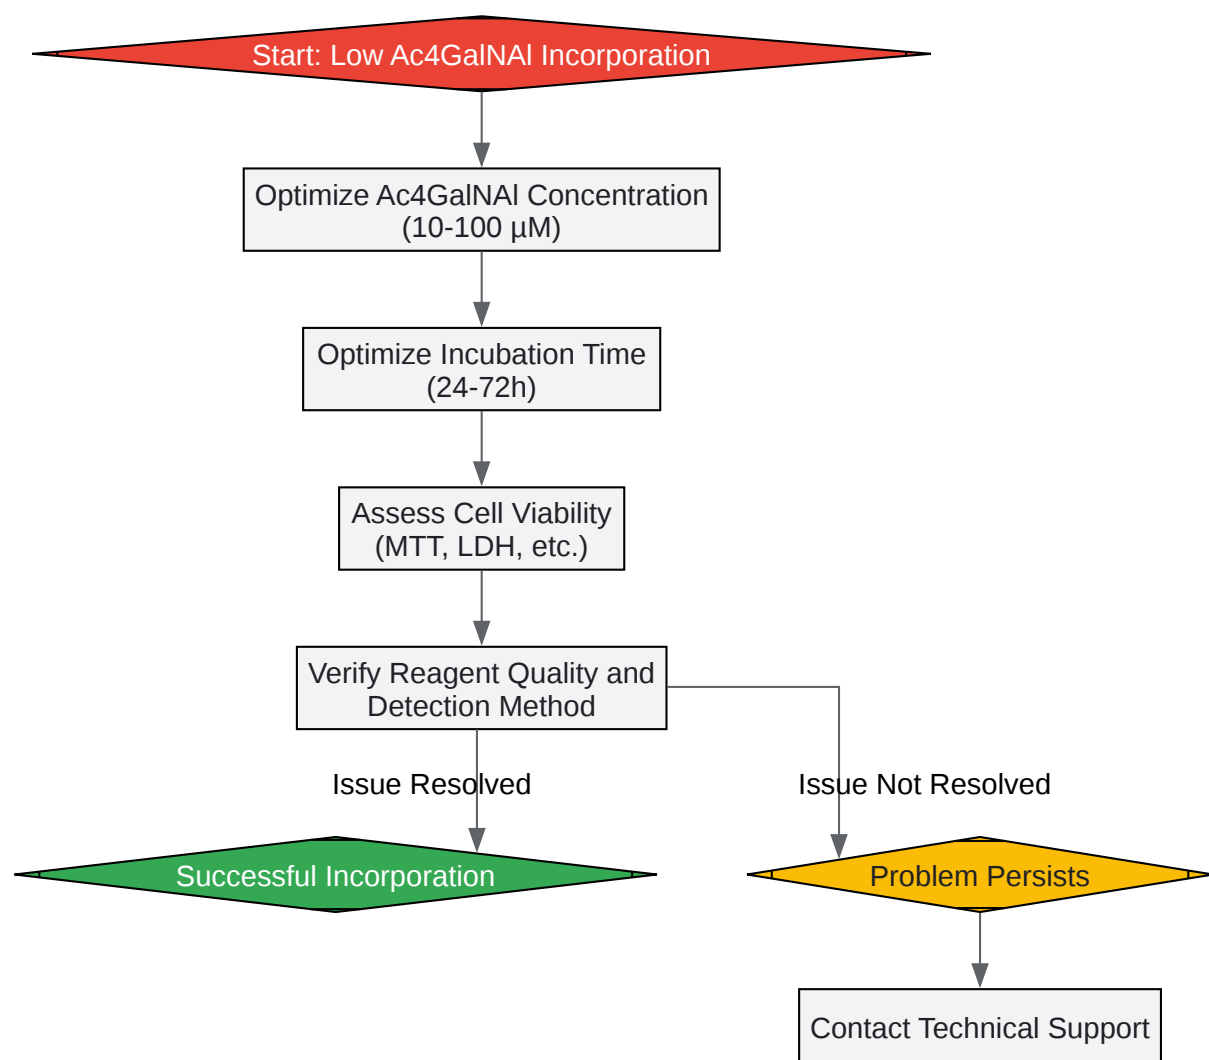 Start: Low Ac4GalNAl Incorporation
Optimize Ac4GalNAl Concentration
(10-100 µM)
Optimize Incubation Time
(24-72h)
Assess Cell Viability
(MTT, LDH, etc.)
Verify Reagent Quality and
Detection Method
Issue Resolved
Issue Not Resolved
Successful Incorporation
Problem Persists
Contact Technical Support